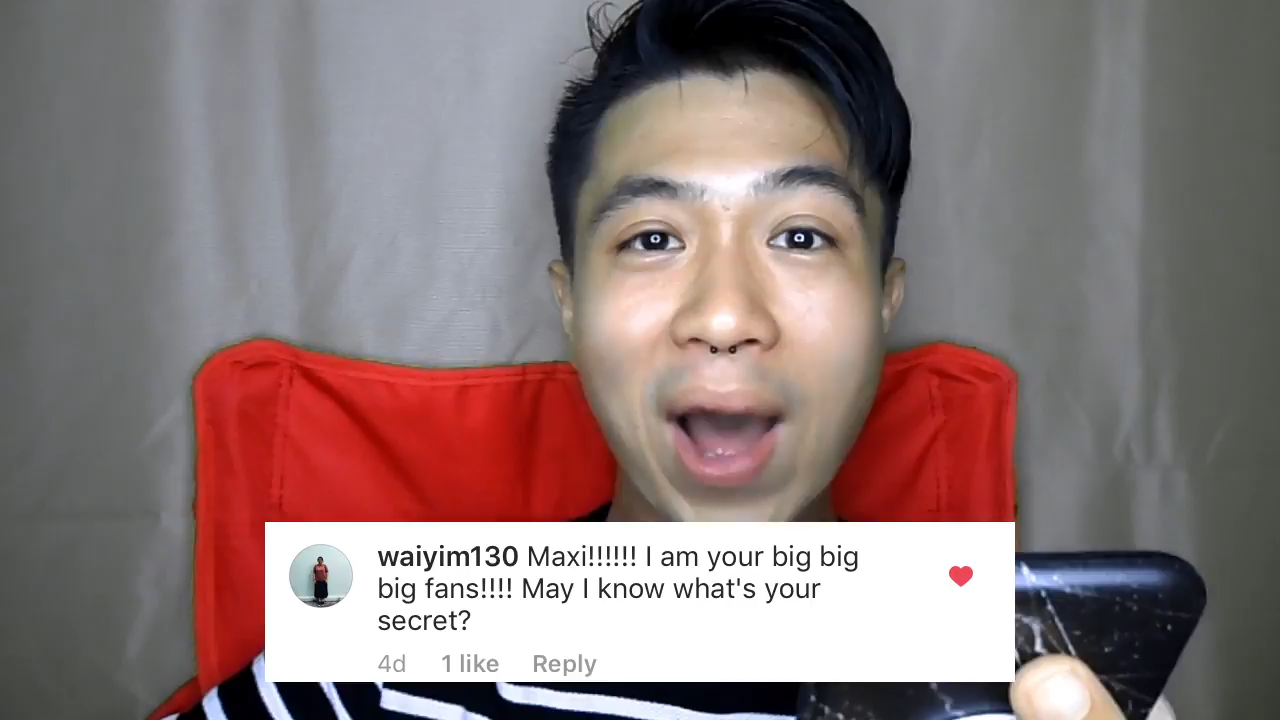 waiyim130 Maxi!!!!!! I am your big big
big fans!!!! May I know what's your
secret?
4d 1 like Reply